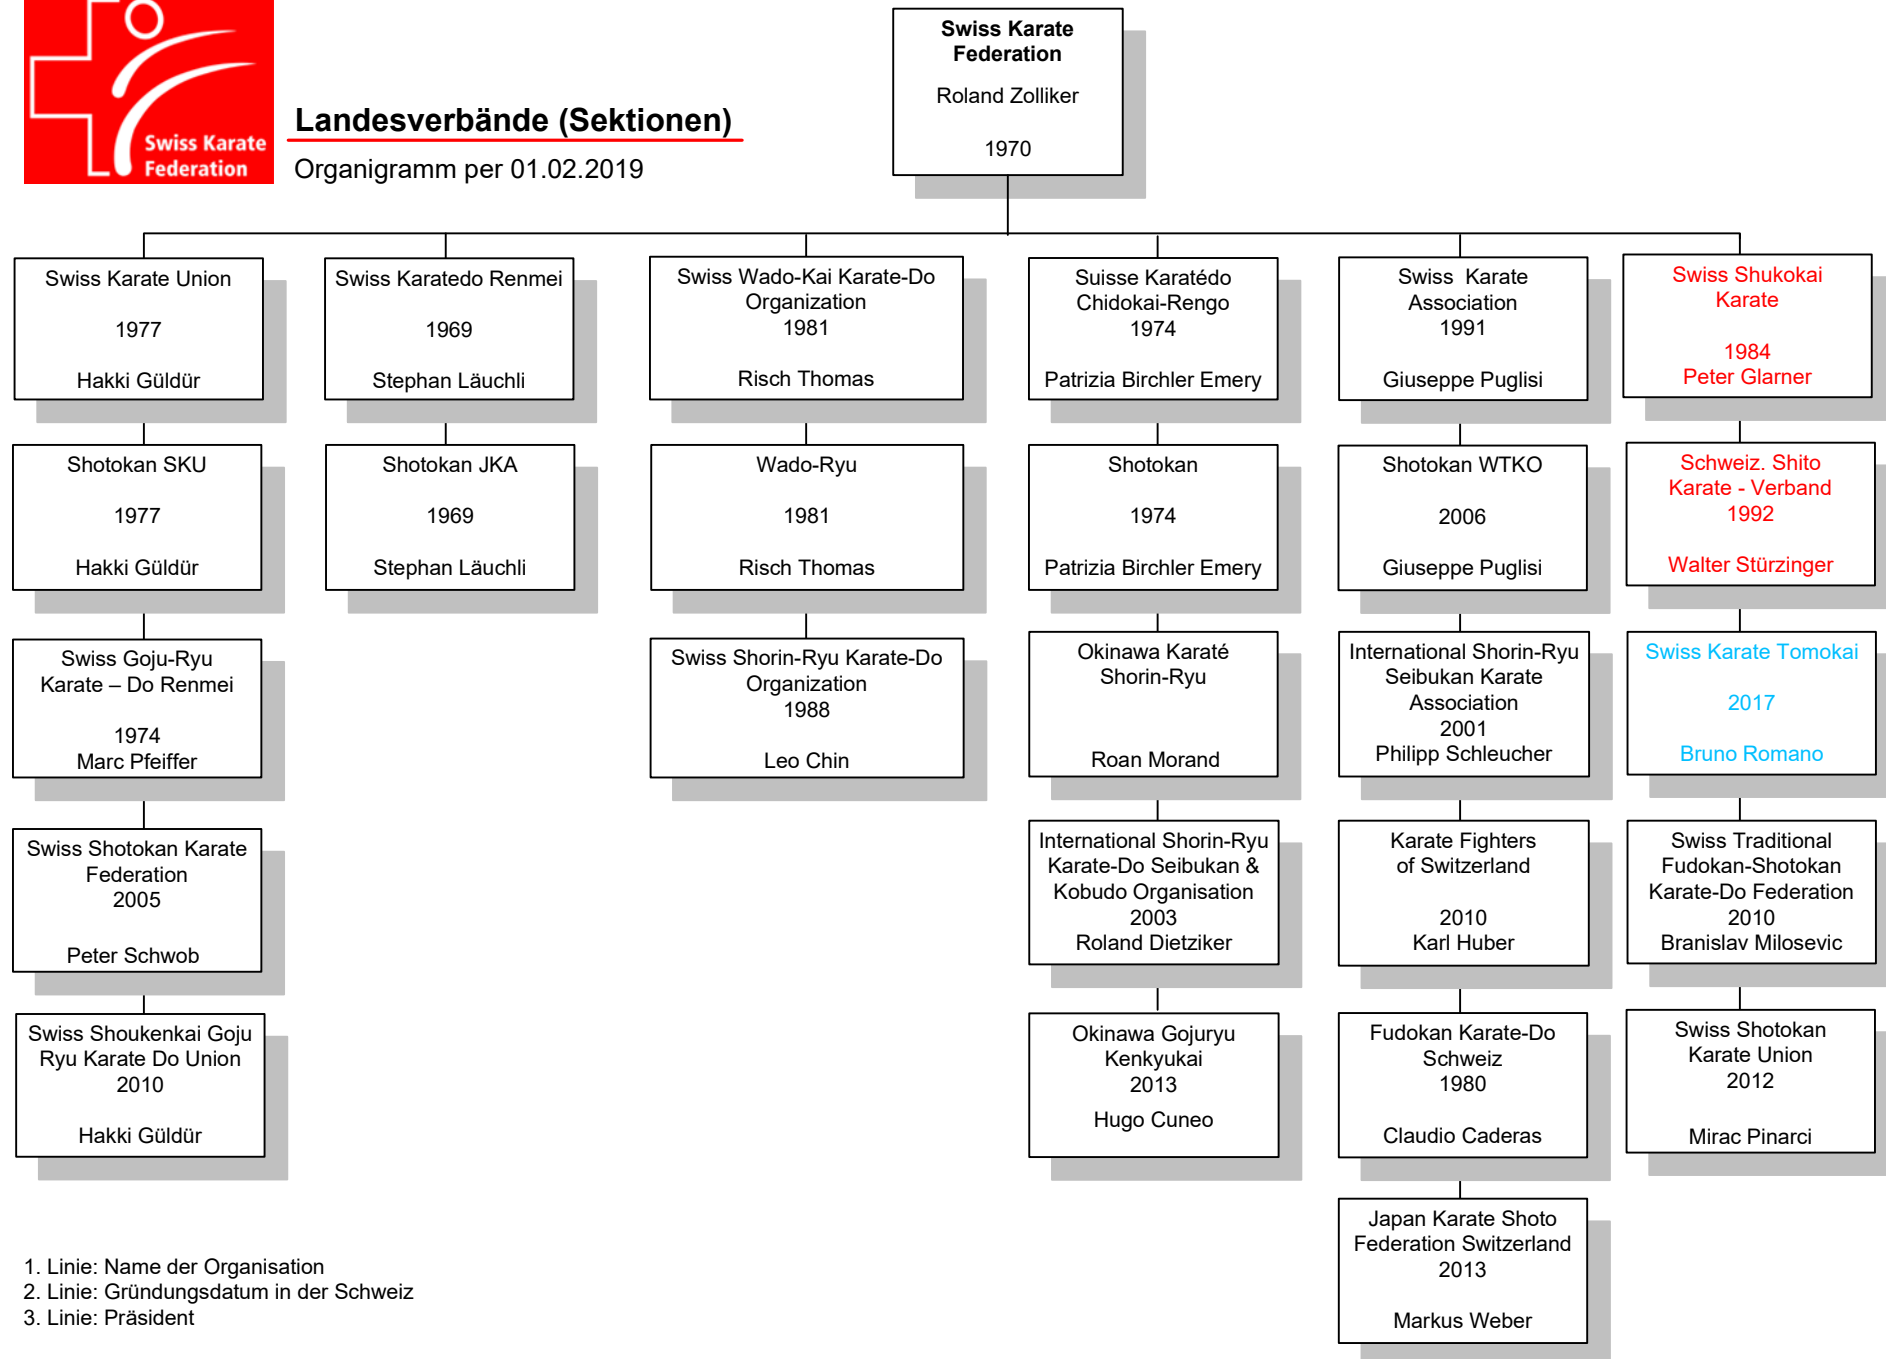 Swiss Karate
Federation
Landesverbände (Sektionen)
Organigramm per 01.02.2019
Swiss Karate
Federation
Roland Zolliker
1970
Swiss Karate Union
1977
Hakki Güldür
Swiss Karatedo Renmei
1969
Stephan Läuchli
Swiss Wado-Kai Karate-Do
Organization
1981
Risch Thomas
Suisse Karatédo
Chidokai-Rengo
1974
Patrizia Birchler Emery
Swiss Karate
Association
1991
Giuseppe Puglisi
Swiss Shukokai
Karate
1984
Peter Glarner
Shotokan SKU
1977
Hakki Güldür
Shotokan JKA
1969
Stephan Läuchli
Wado-Ryu
1981
Risch Thomas
Shotokan
1974
Patrizia Birchler Emery
Shotokan WTKO
2006
Giuseppe Puglisi
Schweiz. Shito
Karate - Verband
1992
Walter Stürzinger
Swiss Goju-Ryu
Karate – Do Renmei
1974
Marc Pfeiffer
Swiss Shorin-Ryu Karate-Do
Organization
1988
Leo Chin
Okinawa Karaté
Shorin-Ryu
Roan Morand
International Shorin-Ryu
Seibukan Karate
Association
2001
Philipp Schleucher
Swiss Karate Tomokai
2017
Bruno Romano
Swiss Shotokan Karate
Federation
2005
Peter Schwob
International Shorin-Ryu
Karate-Do Seibukan &
Kobudo Organisation
2003
Roland Dietziker
Karate Fighters
of Switzerland
2010
Karl Huber
Swiss Traditional
Fudokan-Shotokan
Karate-Do Federation
2010
Branislav Milosevic
Swiss Shoukenkai Goju
Ryu Karate Do Union
2010
Hakki Güldür
Okinawa Gojuryu
Kenkyukai
2013
Hugo Cuneo
Fudokan Karate-Do
Schweiz
1980
Claudio Caderas
Swiss Shotokan
Karate Union
2012
Mirac Pinarci
Japan Karate Shoto
Federation Switzerland
2013
Markus Weber
1. Linie: Name der Organisation
2. Linie: Gründungsdatum in der Schweiz
3. Linie: Präsident